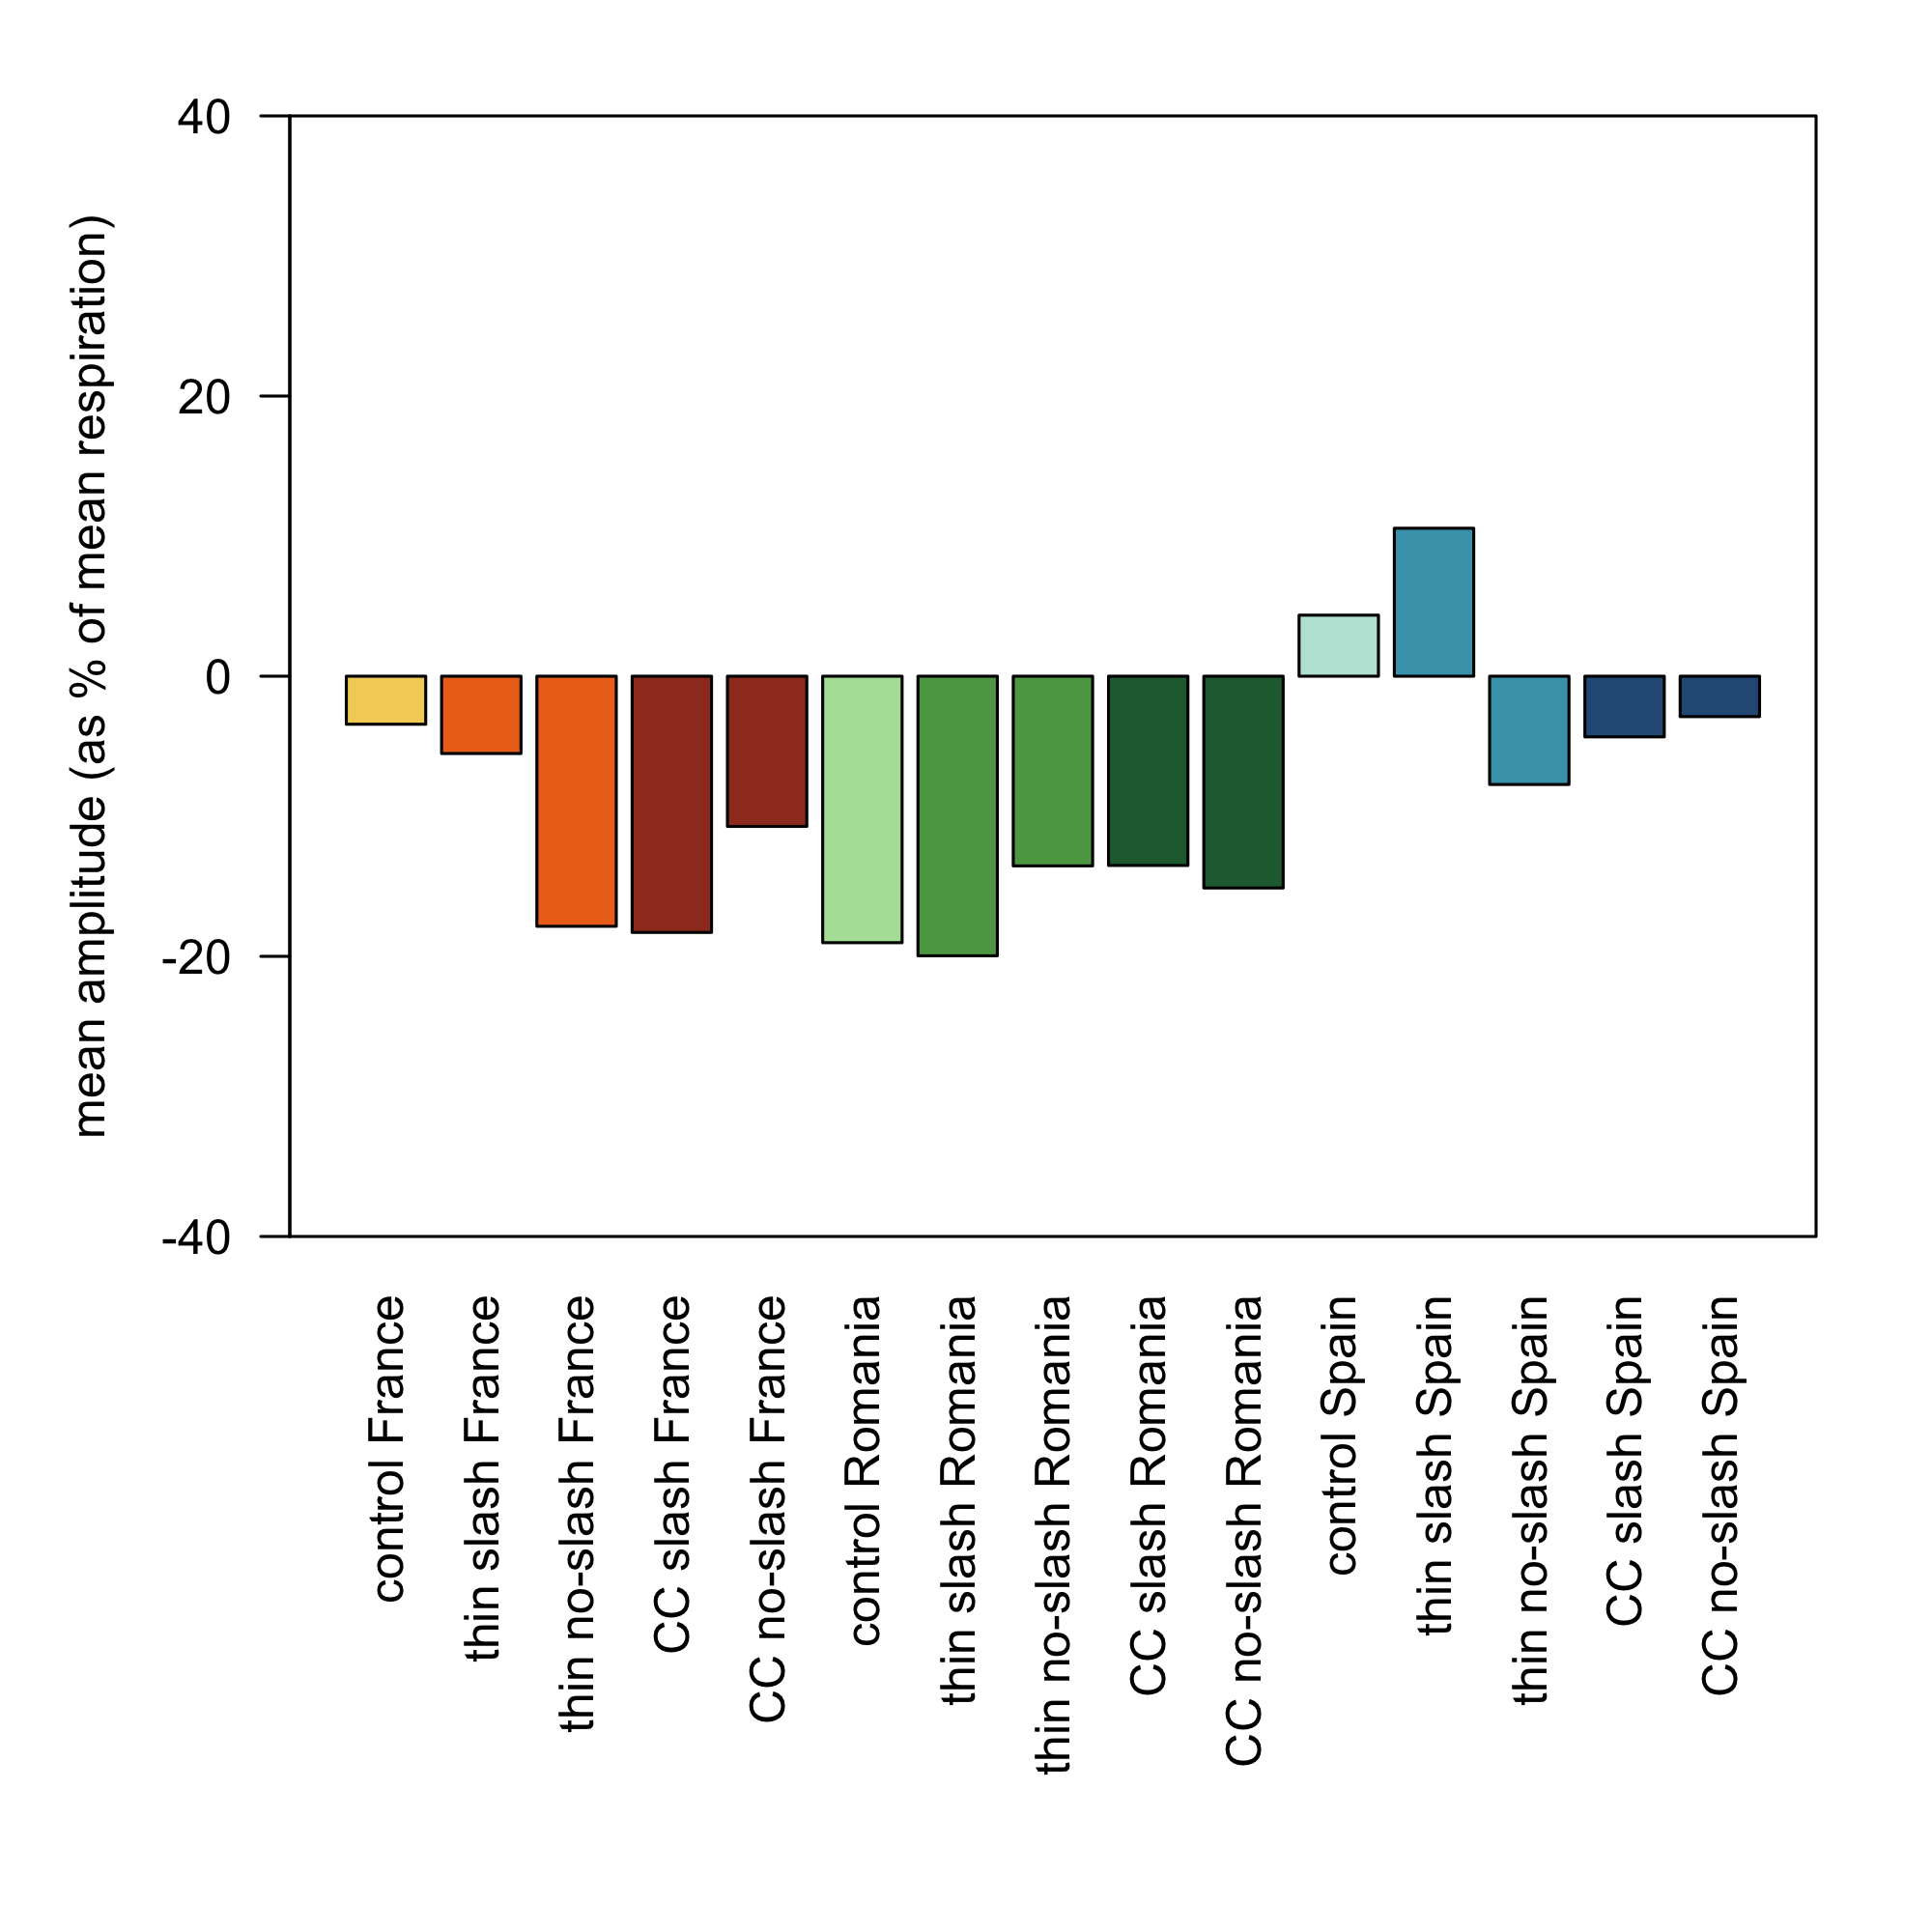 mean amplitude (as % of mean respiration)
40
20
0
-20
-40
control France
thin slash France
thin no-slash France
CC slash France
CC no-slash France
control Romania
thin slash Romania
thin no-slash Romania
CC slash Romania
CC no-slash Romania
control Spain
thin slash Spain
thin no-slash Spain
CC slash Spain
CC no-slash Spain